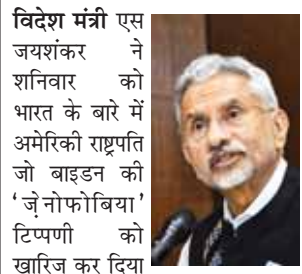 विदेश मंत्री एस
जयशंकर ने
शनिवार को
भारत के बारे में
अमेरिकी राष्ट्रपति
जो बाइडन की
‘ज़ेनोफोबिया’
टिप्पणी को
खारिज कर दिया